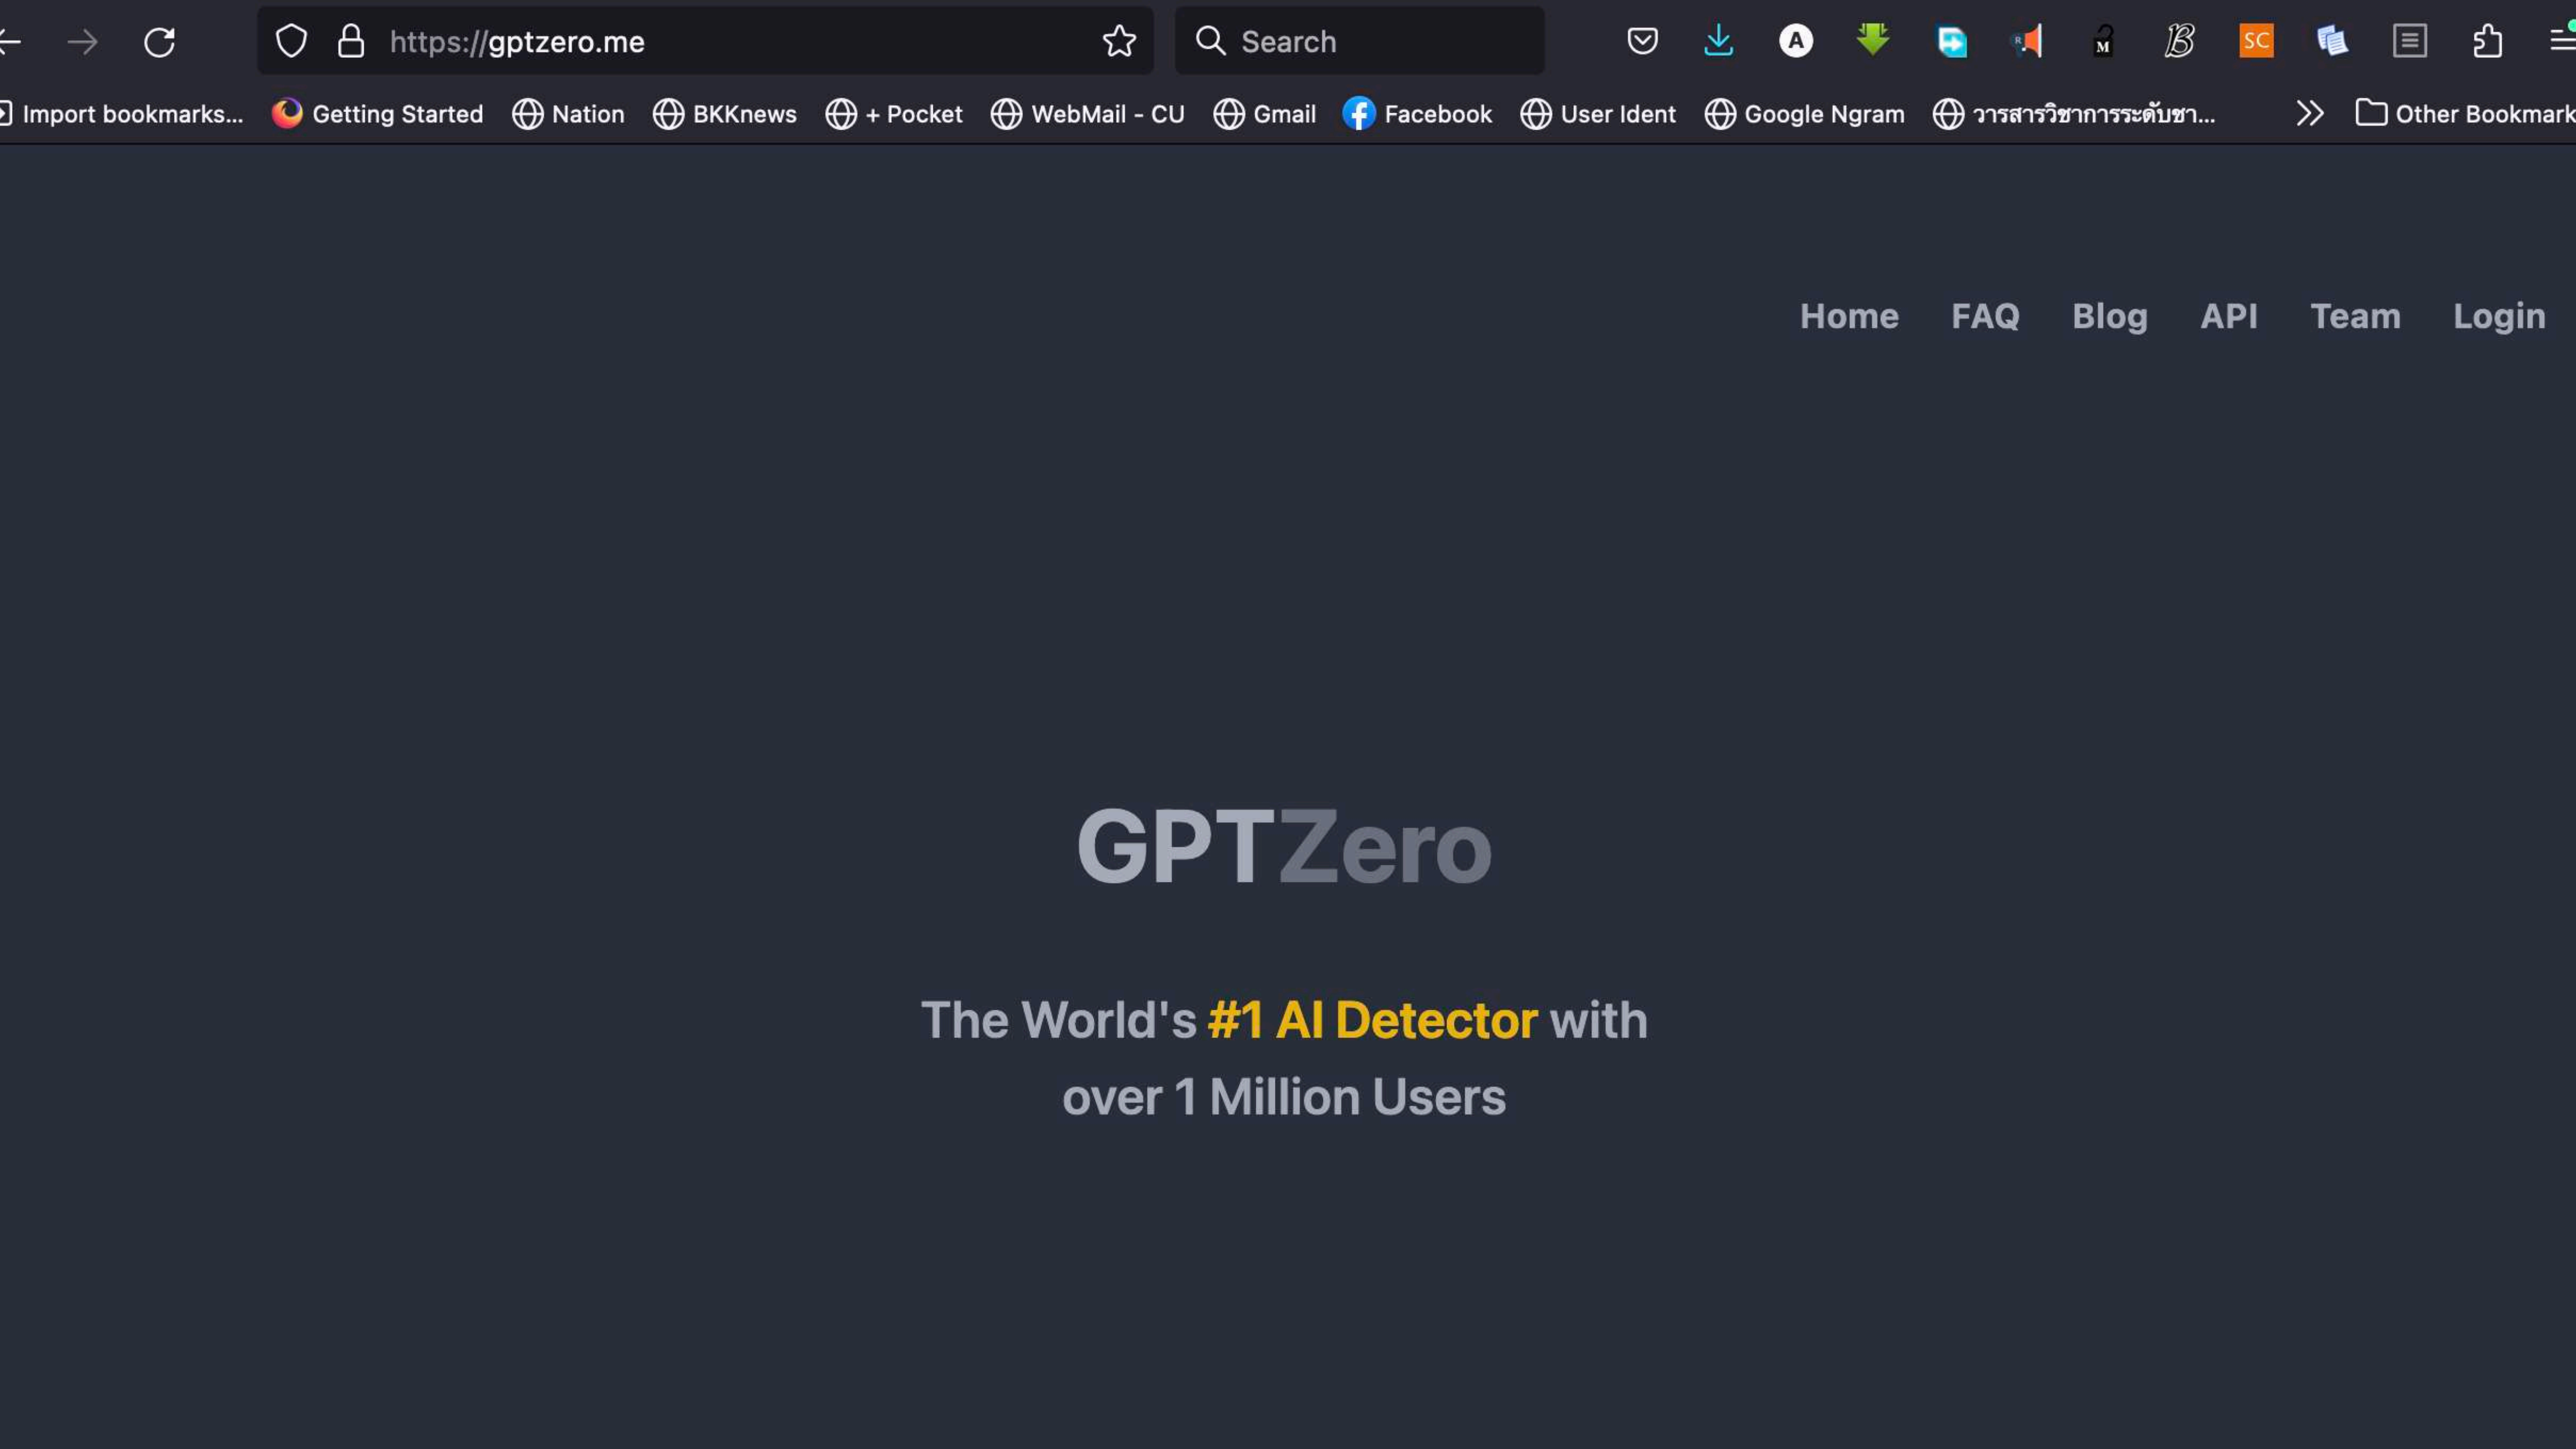 https://gptzero.me Search A R M B SC
Import bookmarks... Getting Started Nation BKKnews + Pocket WebMail - CU Gmail Facebook User Ident Google Ngram วารสารวิชาการระดับชา... Other Bookmark
Home FAQ Blog API Team Login
GPTZero
The World's #1 AI Detector with
over 1 Million Users